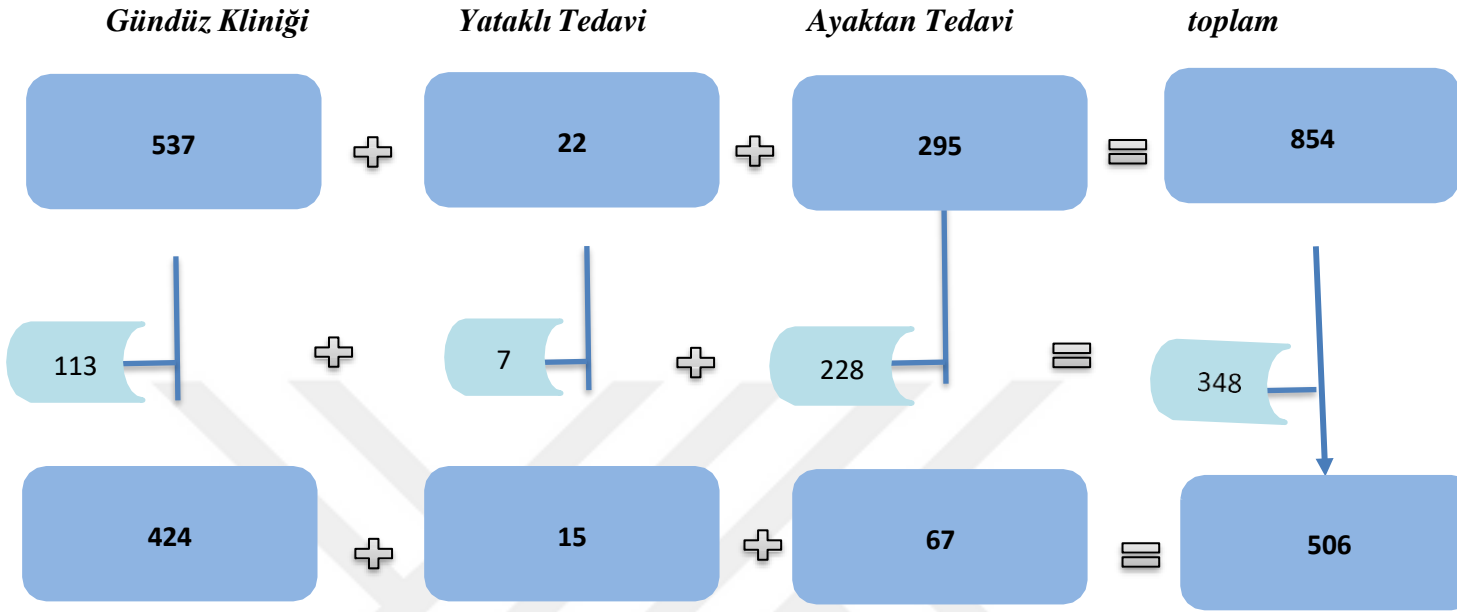 Gündüz Kliniği Yataklı Tedavi Ayaktan Tedavi toplam
537 22 295 854
113 7 228 348
424 15 67 506